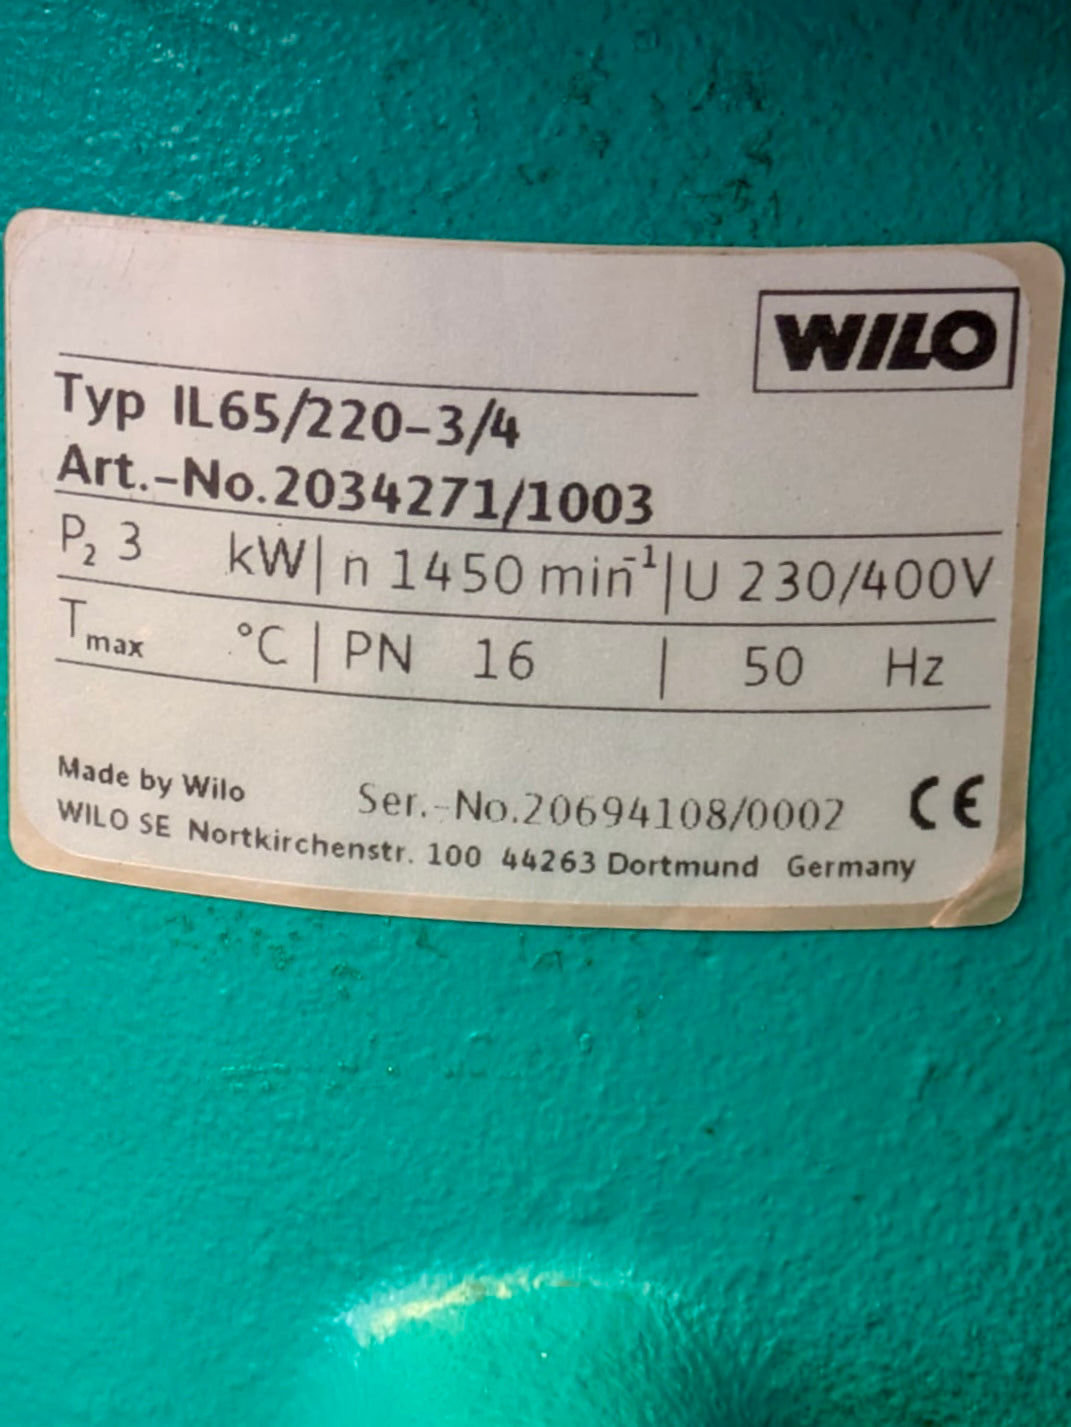 WILO
Typ IL65/220-3/4
Art.-No.2034271/1003
P₂ 3 kW | n 1450 min⁻¹ | U 230/400V
Tmax °C | PN 16 | 50 Hz
Made by Wilo
Ser.-No.20694108/0002 CE
WILO SE Nortkirchenstr. 100 44263 Dortmund Germany